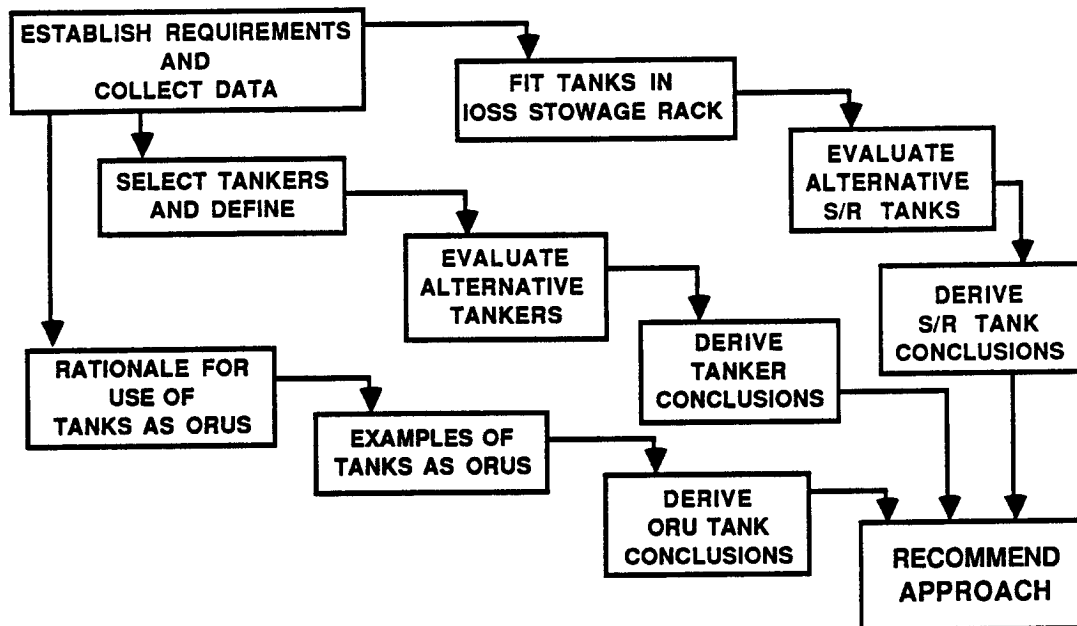 ESTABLISH REQUIREMENTS
AND
COLLECT DATA
FIT TANKS IN
IOSS STOWAGE RACK
EVALUATE
ALTERNATIVE
S/R TANKS
DERIVE
S/R TANK
CONCLUSIONS
SELECT TANKERS
AND DEFINE
EVALUATE
ALTERNATIVE
TANKERS
DERIVE
TANKER
CONCLUSIONS
RATIONALE FOR
USE OF
TANKS AS ORUS
EXAMPLES OF
TANKS AS ORUS
DERIVE
ORU TANK
CONCLUSIONS
RECOMMEND
APPROACH